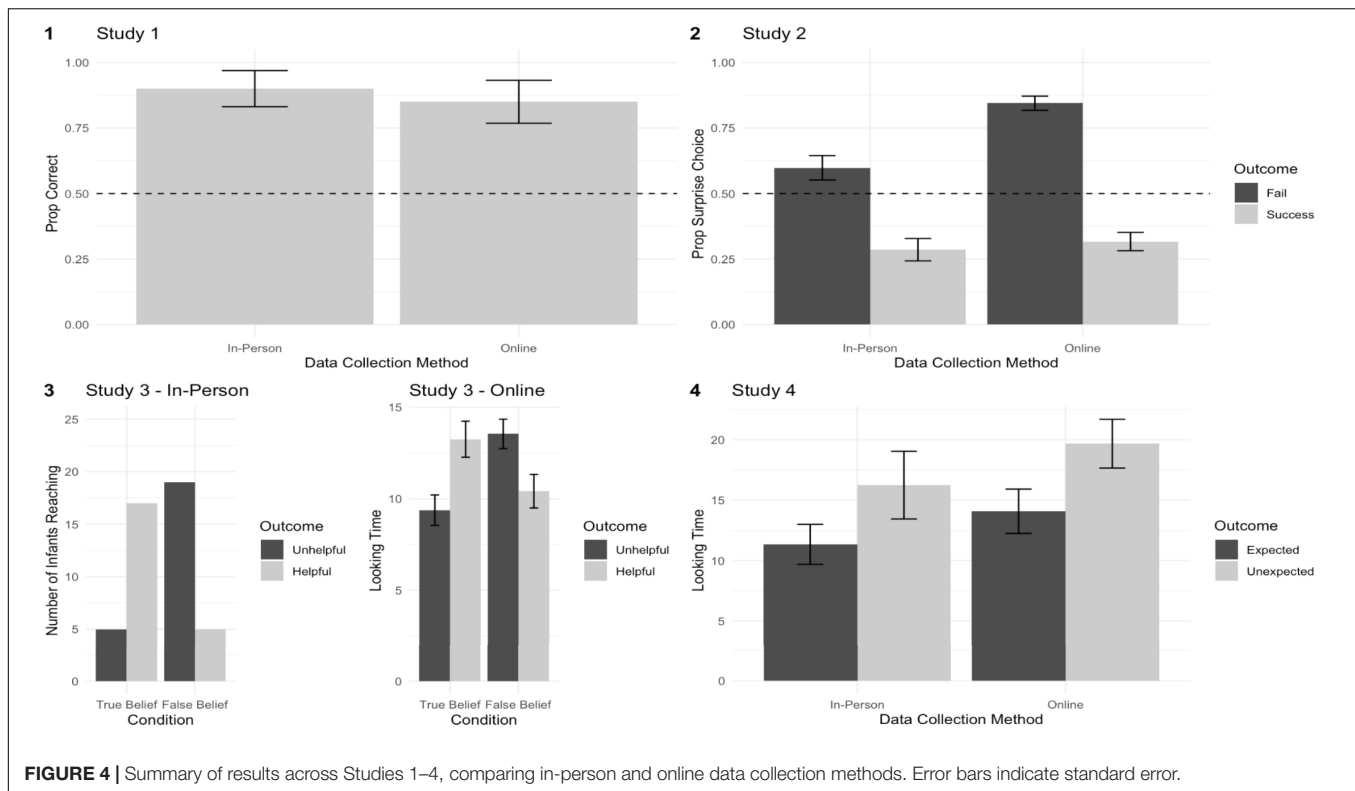 1 Study 1
1.00
0.75
0.50
0.25
0.00
Prop Correct
In-Person Online
Data Collection Method
2 Study 2
1.00
0.75
0.50
0.25
0.00
Prop Surprise Choice
In-Person Online
Data Collection Method
Outcome
Fail
Success
3 Study 3 - In-Person
25
20
15
10
5
0
Number of Infants Reaching
True Belief False Belief
Condition
Outcome
Unhelpful
Helpful
Study 3 - Online
15
10
5
0
Looking Time
True Belief False Belief
Condition
Outcome
Unhelpful
Helpful
4 Study 4
20
15
10
5
0
Looking Time
In-Person Online
Data Collection Method
Outcome
Expected
Unexpected
FIGURE 4 | Summary of results across Studies 1–4, comparing in-person and online data collection methods. Error bars indicate standard error.